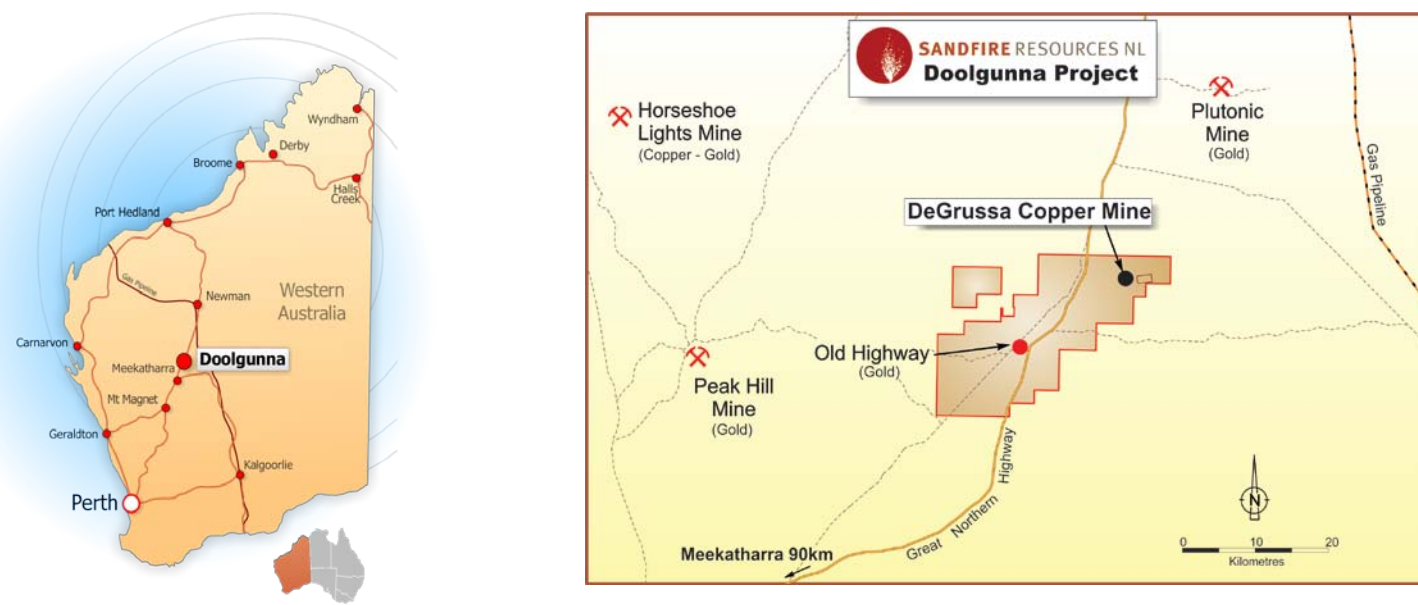 Wyndham
Derby
Broome
Halls
Creek
Port Hedland
Gas Pipeline
Newman
Western
Australia
Carnarvon
Doolgunna
Meekatharra
Mt Magnet
Geraldton
Kalgoorlie
Perth
SANDFIRE RESOURCES NL
Doolgunna Project
Horseshoe
Lights Mine
(Copper - Gold)
Plutonic
Mine
(Gold)
Gas Pipeline
DeGrussa Copper Mine
Old Highway
(Gold)
Peak Hill
Mine
(Gold)
Great Northern Highway
N
Meekatharra 90km
0 10 20
Kilometres